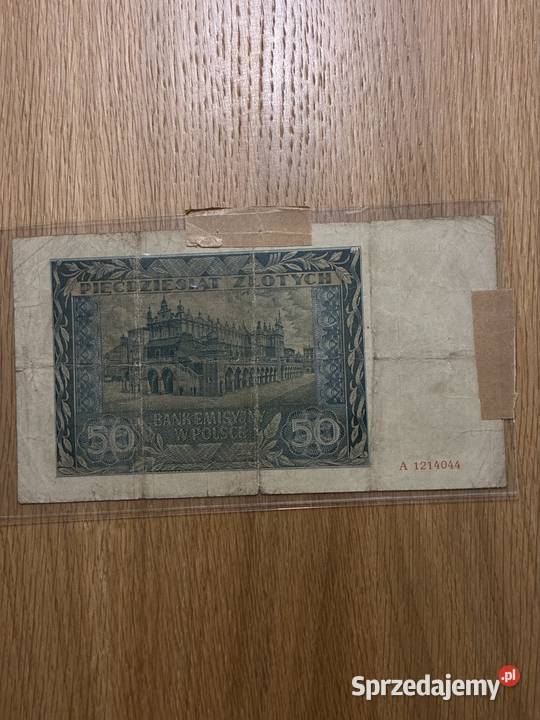 PIĘĆDZIESIĄT ZŁOTYCH
BANK EMISYJNY
W POLSCE
50
50
A 1214044
Sprzedajemy.pl